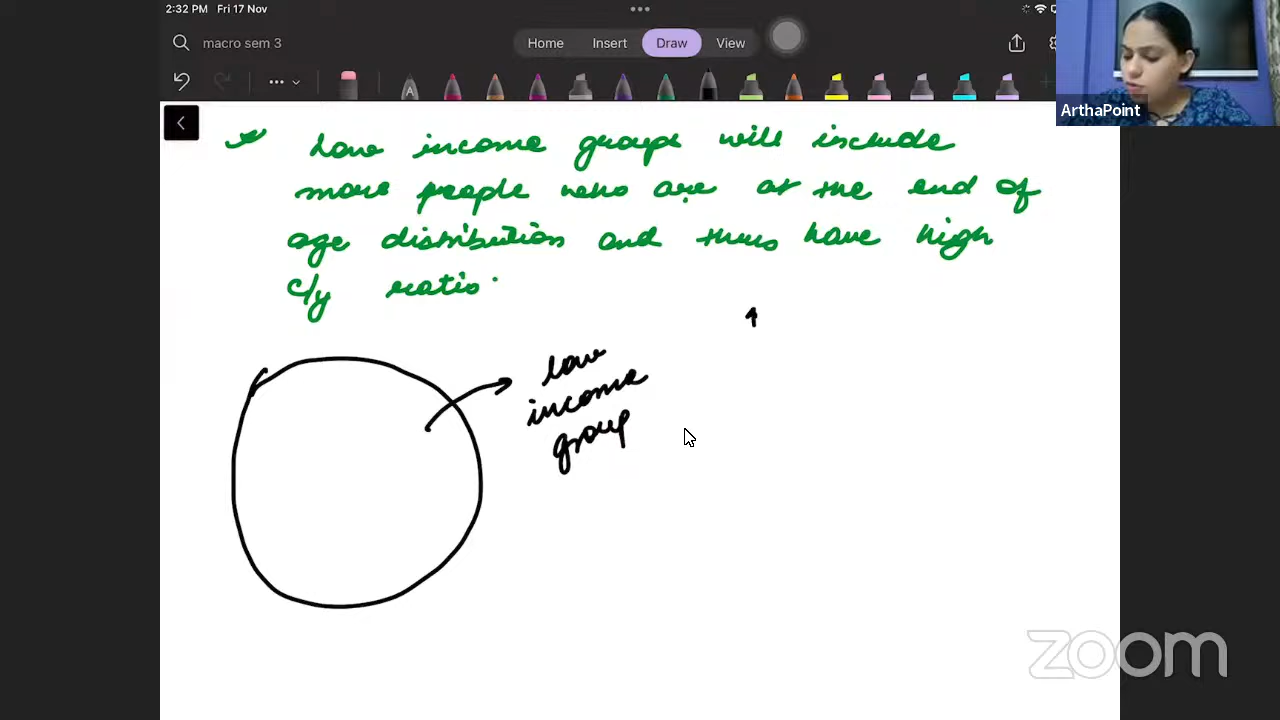 2:32 PM Fri 17 Nov
macro sem 3
Home Insert Draw View
ArthaPoint
A
low income groups will include
more people who are at the end of
age distribution and thus have high
c/y ratio.
low
income
group
zoom